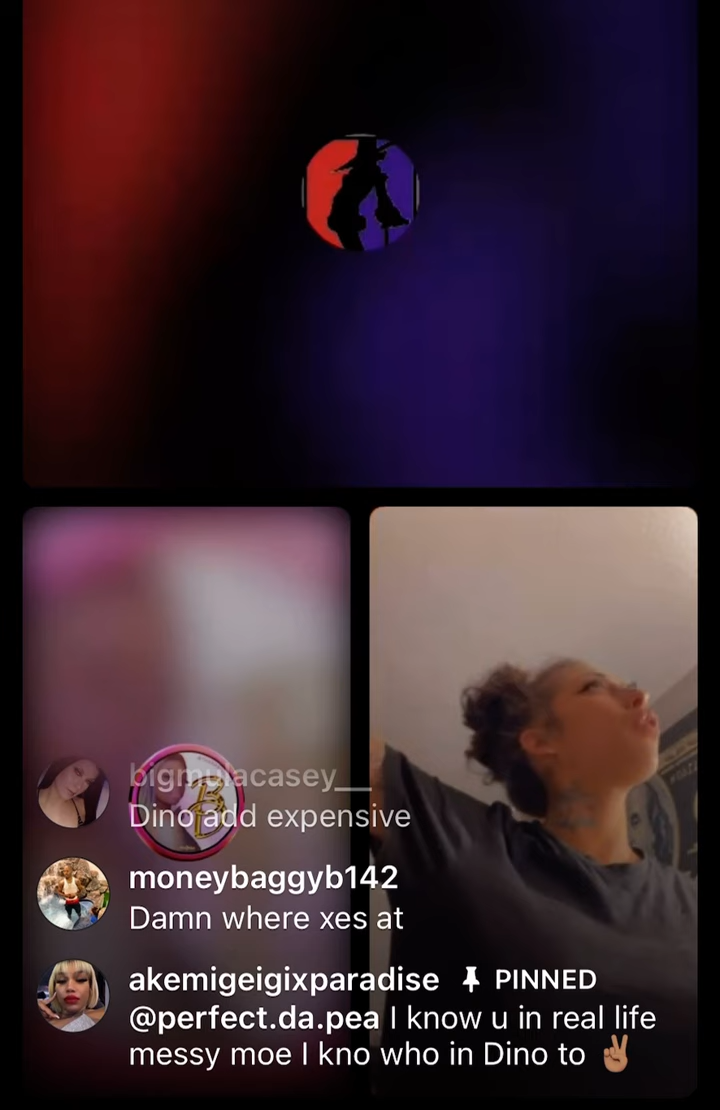 bigmulacasey__
Dino add expensive
moneybaggyb142
Damn where xes at
akemigeigixparadise PINNED
@perfect.da.pea I know u in real life
messy moe I kno who in Dino to ✌🏽